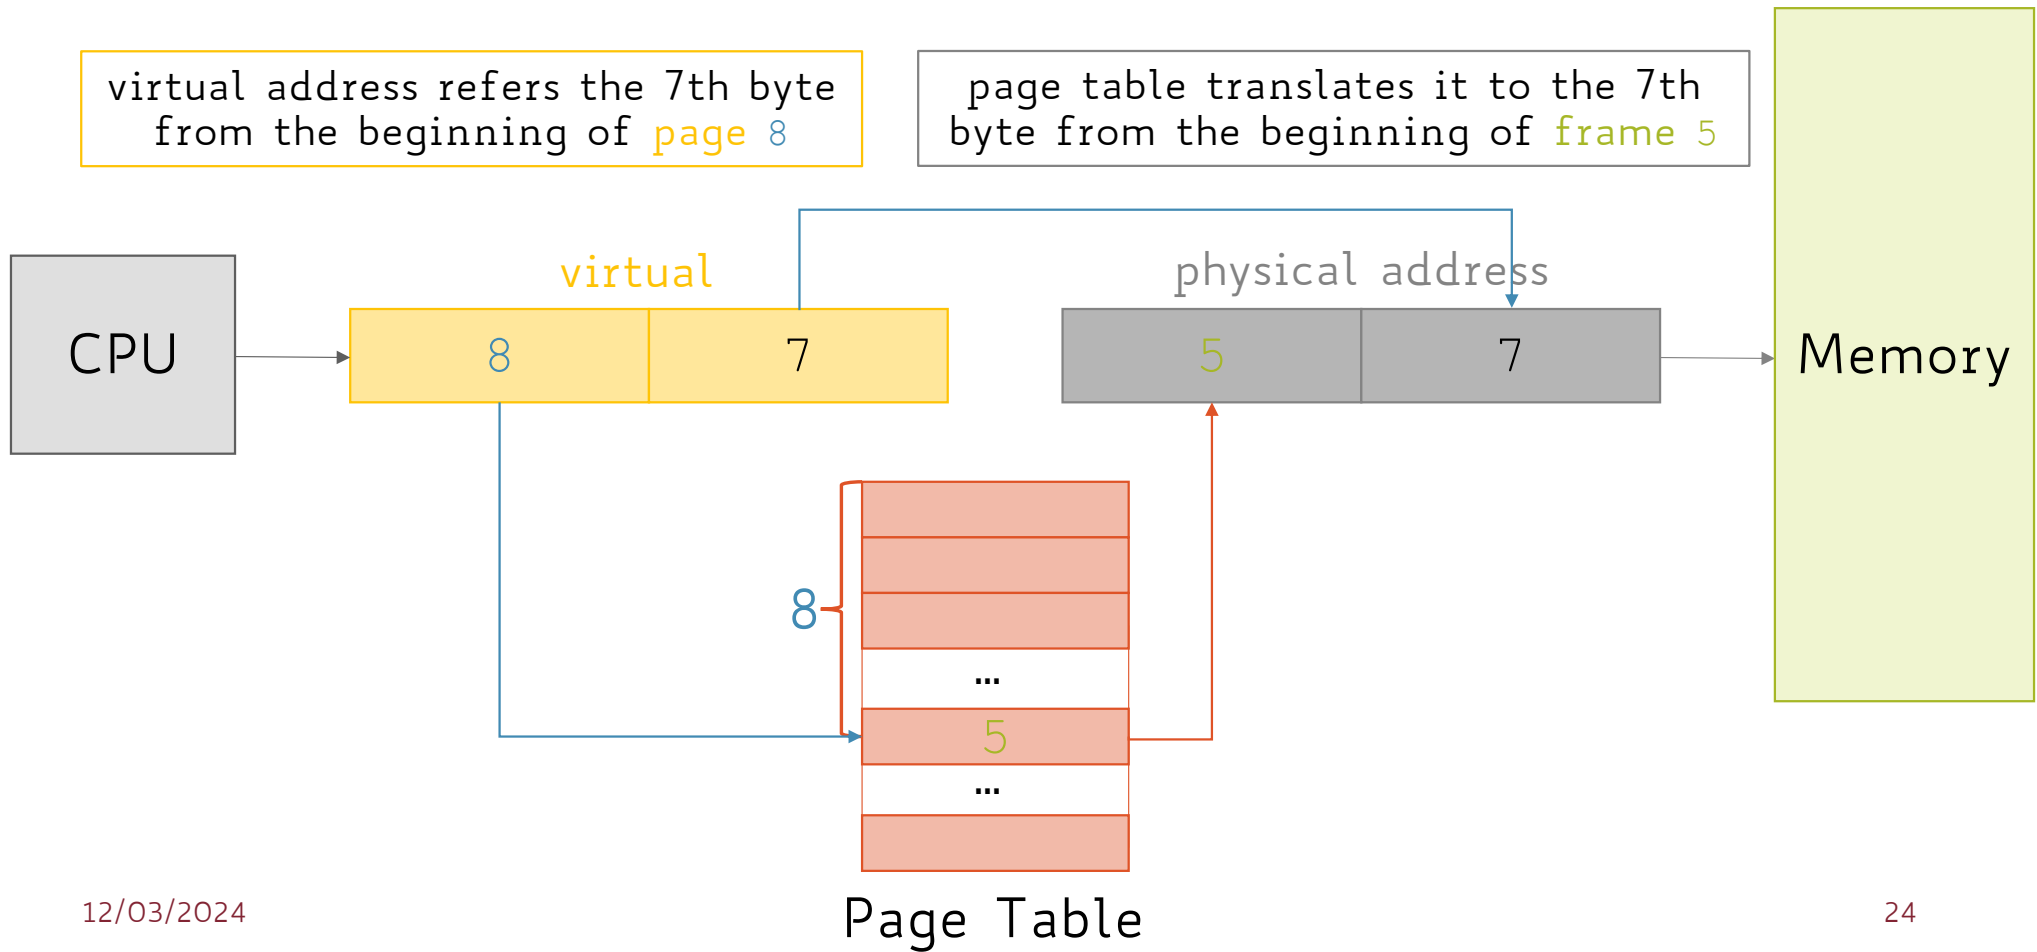 virtual address refers the 7th byte
from the beginning of page 8
page table translates it to the 7th
byte from the beginning of frame 5
virtual
physical address
CPU
8
7
5
7
Memory
8
...
5
...
Page Table
12/03/2024
24